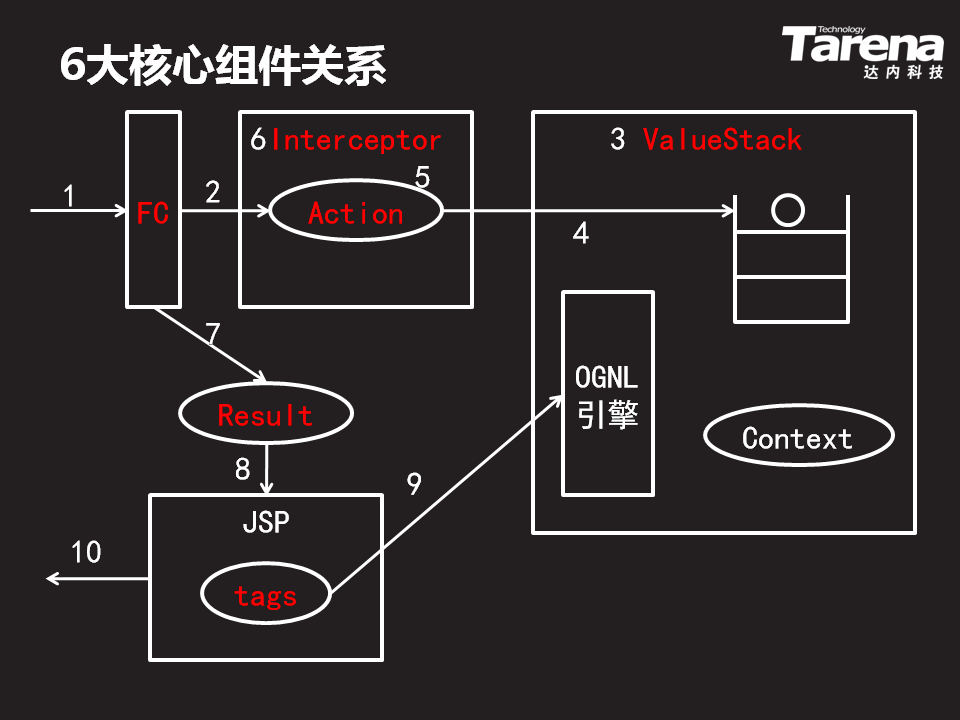 6大核心组件关系
Technology
Tarena
达内科技
6Interceptor
3 ValueStack
1
FC
2
5
Action
4
7
OGNL
引擎
Result
Context
8
9
JSP
10
tags